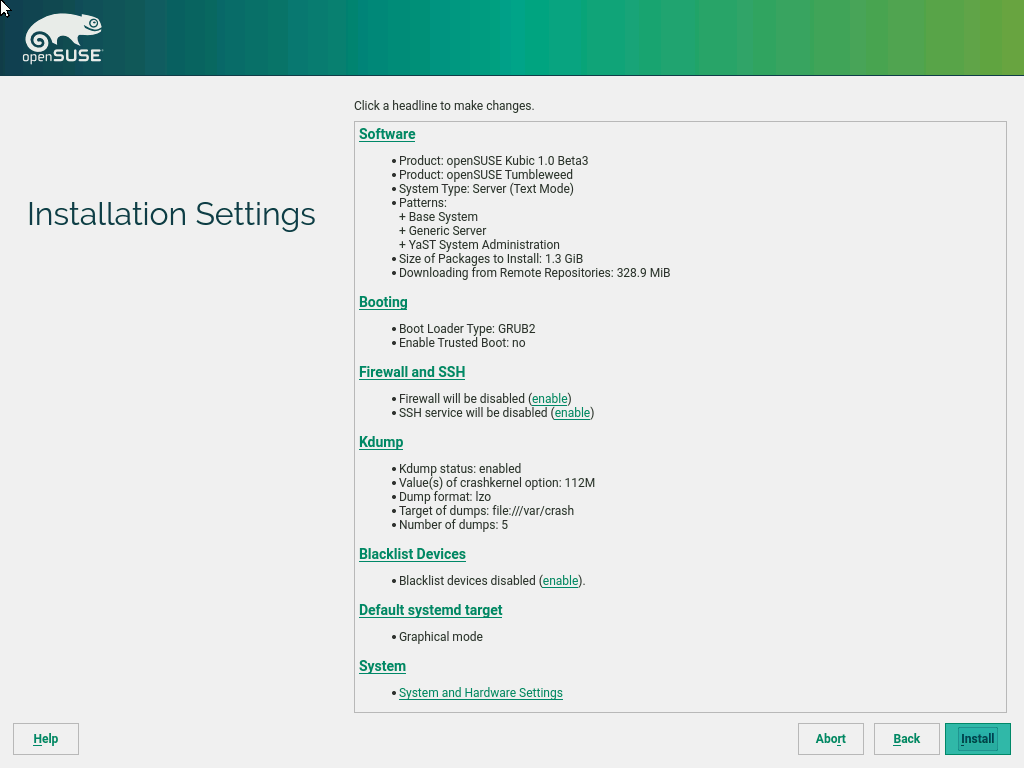 openSUSE
Click a headline to make changes.
Installation Settings
Software
• Product: openSUSE Kubic 1.0 Beta3
• Product: openSUSE Tumbleweed
• System Type: Server (Text Mode)
• Patterns:
+ Base System
+ Generic Server
+ YaST System Administration
• Size of Packages to Install: 1.3 GiB
• Downloading from Remote Repositories: 328.9 MiB
Booting
• Boot Loader Type: GRUB2
• Enable Trusted Boot: no
Firewall and SSH
• Firewall will be disabled (enable)
• SSH service will be disabled (enable)
Kdump
• Kdump status: enabled
• Value(s) of crashkernel option: 112M
• Dump format: lzo
• Target of dumps: file:///var/crash
• Number of dumps: 5
Blacklist Devices
• Blacklist devices disabled (enable).
Default systemd target
• Graphical mode
System
• System and Hardware Settings
Help
Abort
Back
Install